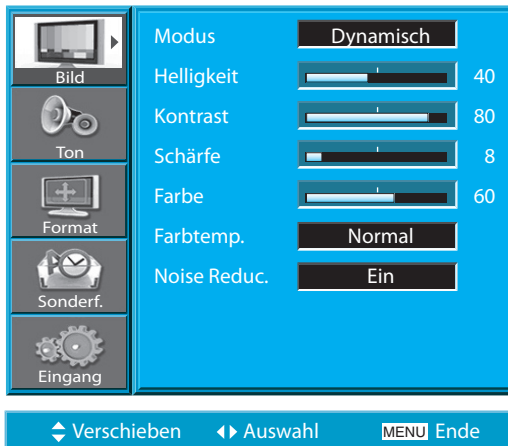 Bild
Ton
Format
Sonderf.
Eingang
Modus Dynamisch
Helligkeit 40
Kontrast 80
Schärfe 8
Farbe 60
Farbtemp. Normal
Noise Reduc. Ein
Verschieben Auswahl MENU Ende